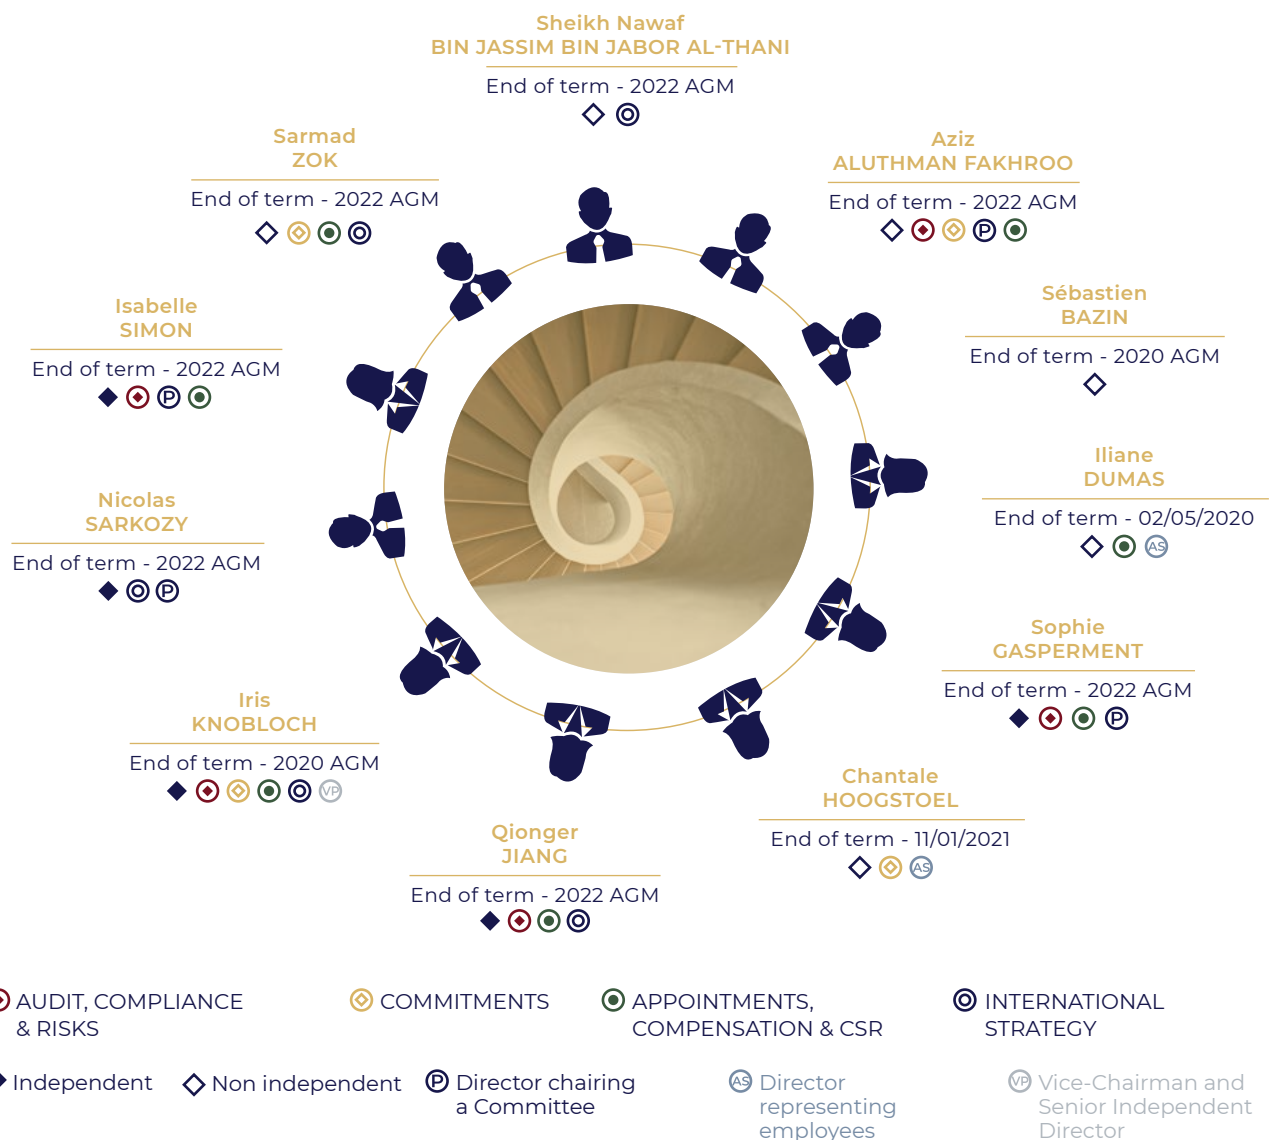 Sheikh Nawaf
BIN JASSIM BIN JABOR AL-THANI
End of term - 2022 AGM
Sarmad
ZOK
End of term - 2022 AGM
Aziz
ALUTHMAN FAKHROO
End of term - 2022 AGM
P
Isabelle
SIMON
End of term - 2022 AGM
P
Sébastien
BAZIN
End of term - 2020 AGM
Iliane
DUMAS
End of term - 02/05/2020
AS
Nicolas
SARKOZY
End of term - 2022 AGM
P
Sophie
GASPERMENT
End of term - 2022 AGM
P
Iris
KNOBLOCH
End of term - 2020 AGM
VP
Chantale
HOOGSTOEL
End of term - 11/01/2021
AS
Qionger
JIANG
End of term - 2022 AGM
AUDIT, COMPLIANCE
& RISKS
COMMITMENTS
APPOINTMENTS,
COMPENSATION & CSR
INTERNATIONAL
STRATEGY
Independent
Non independent
P Director chairing
a Committee
AS Director
representing
employees
VP Vice-Chairman and
Senior Independent
Director